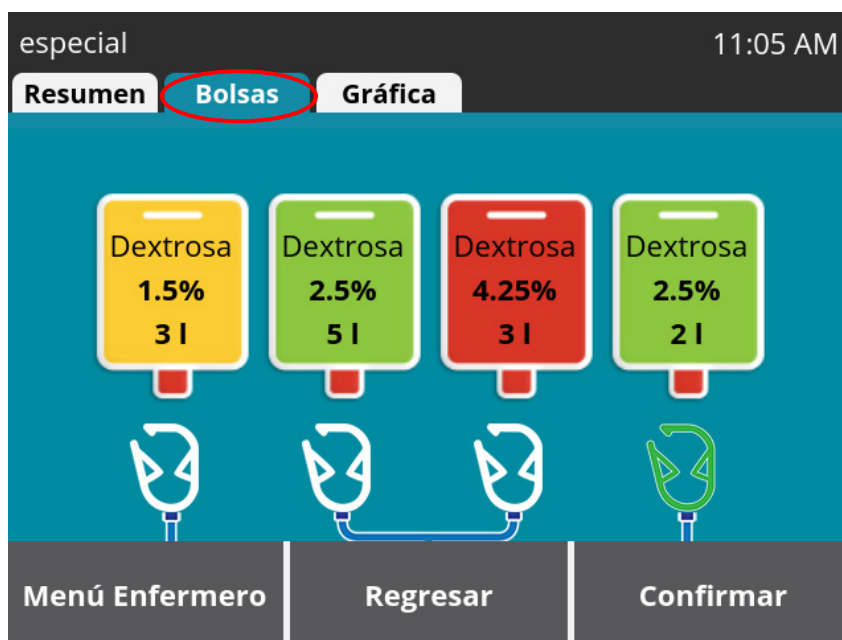 especial 11:05 AM
Resumen Bolsas Gráfica
Dextrosa Dextrosa Dextrosa Dextrosa
1.5% 2.5% 4.25% 2.5%
3 l 5 l 3 l 2 l
Menú Enfermero Regresar Confirmar